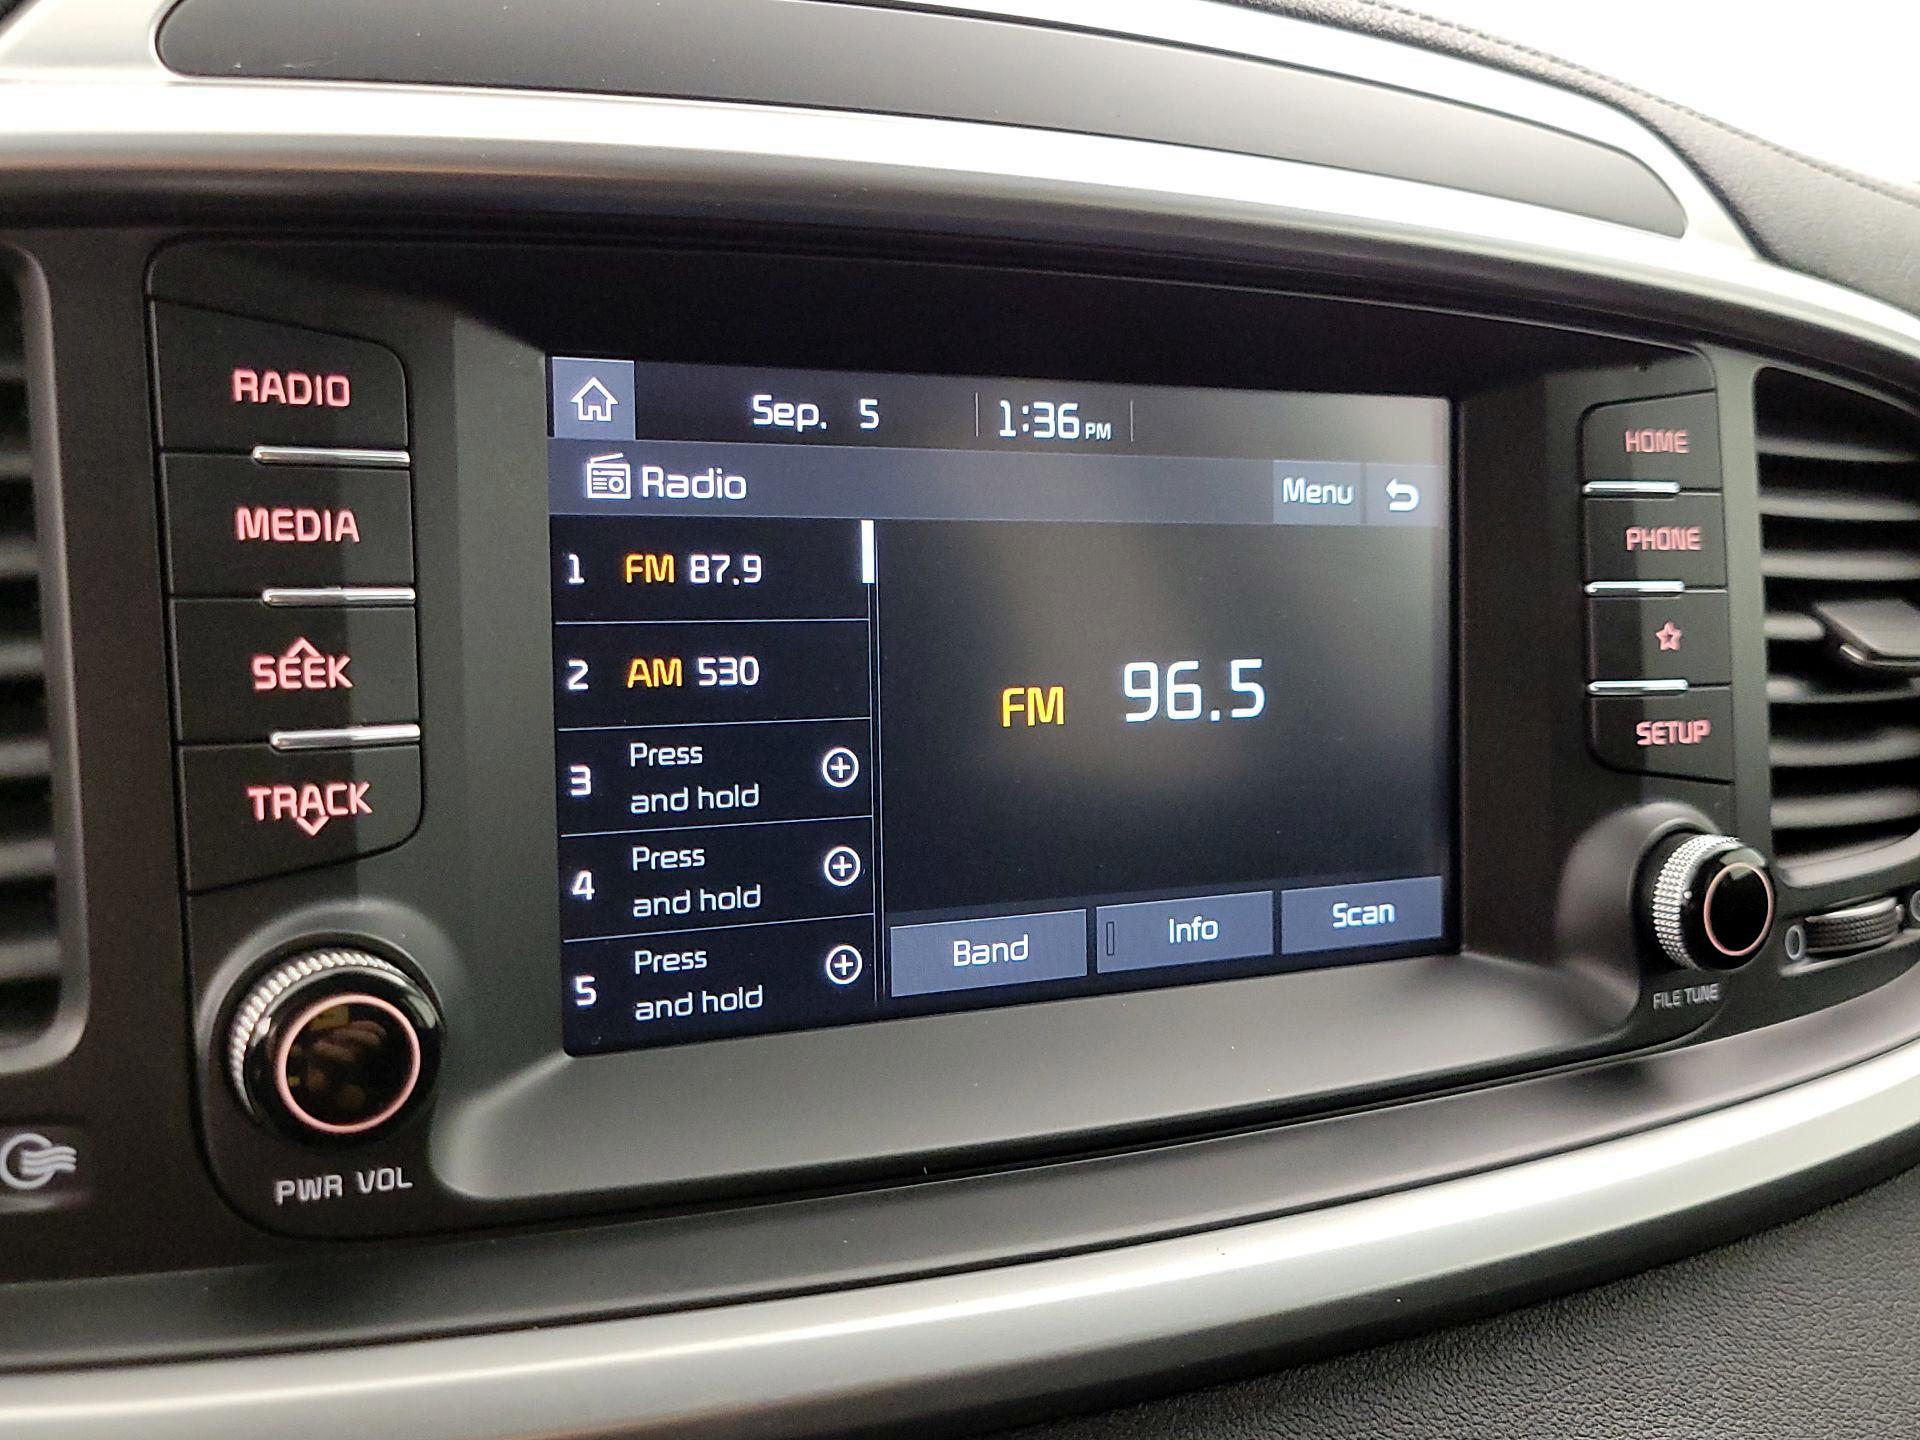 RADIO
MEDIA
SEEK
TRACK
PWR VOL
Sep. 5 1:36 PM
Radio
Menu
1 FM 87.9
2 AM 530
3 Press
and hold
4 Press
and hold
5 Press
and hold
FM 96.5
Band
Info
Scan
HOME
PHONE
SETUP
FILE TUNE
0